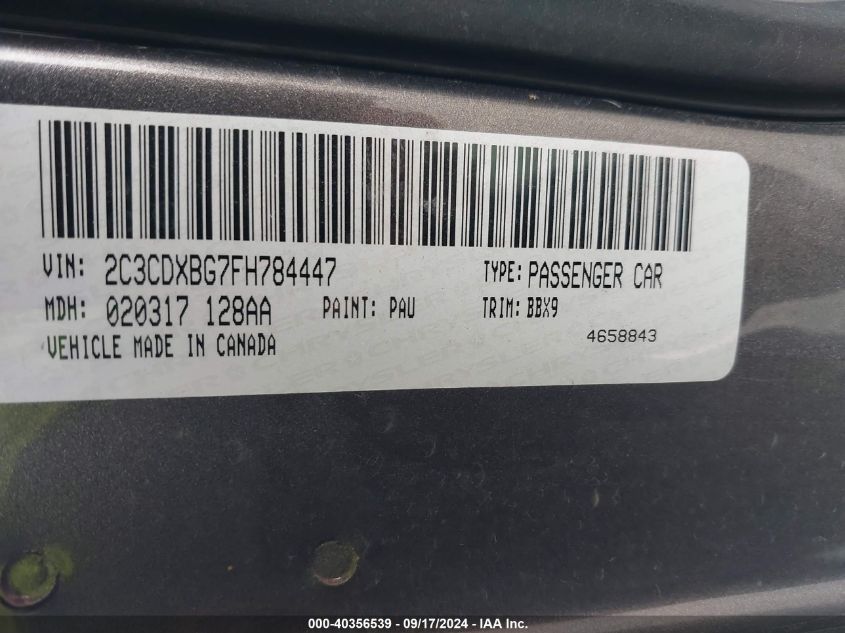 VIN: 2C3CDXBG7FH784447 TYPE: PASSENGER CAR
MDH: 020317 128AA PAINT: PAU TRIM: BBX9
VEHICLE MADE IN CANADA 4658843
000-40356539 - 09/17/2024 - IAA Inc.